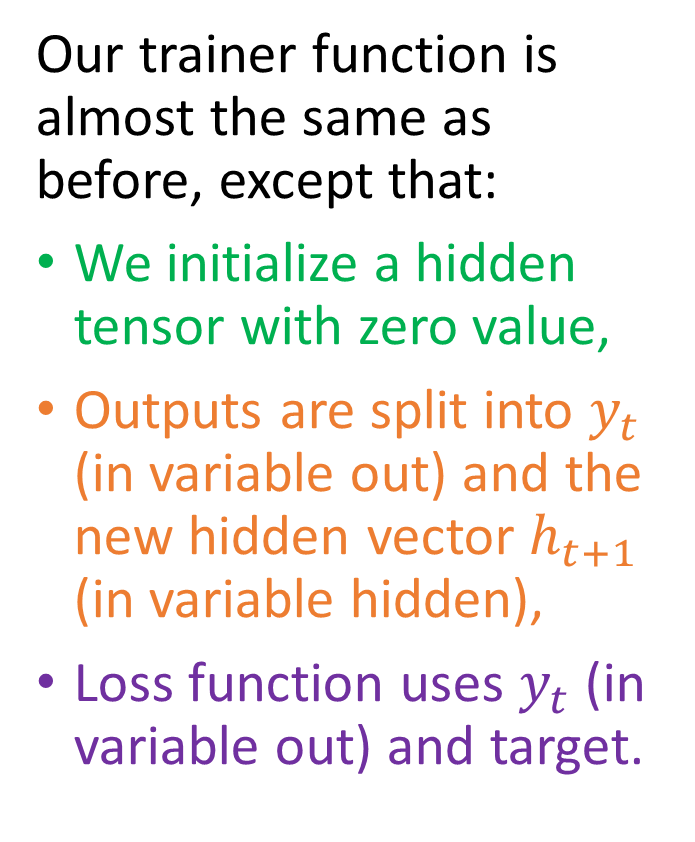 Our trainer function is
almost the same as
before, except that:
• We initialize a hidden
tensor with zero value,
• Outputs are split into $y_t$
(in variable out) and the
new hidden vector $h_{t+1}$
(in variable hidden),
• Loss function uses $y_t$ (in
variable out) and target.